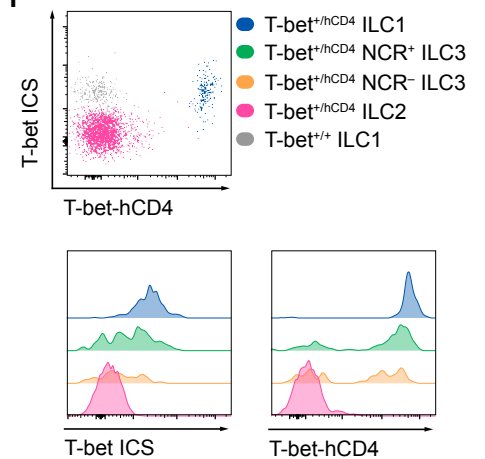 T-bet ICS
T-bet-hCD4
T-bet+/hCD4 ILC1
T-bet+/hCD4 NCR+ ILC3
T-bet+/hCD4 NCR– ILC3
T-bet+/hCD4 ILC2
T-bet+/+ ILC1
T-bet ICS
T-bet-hCD4